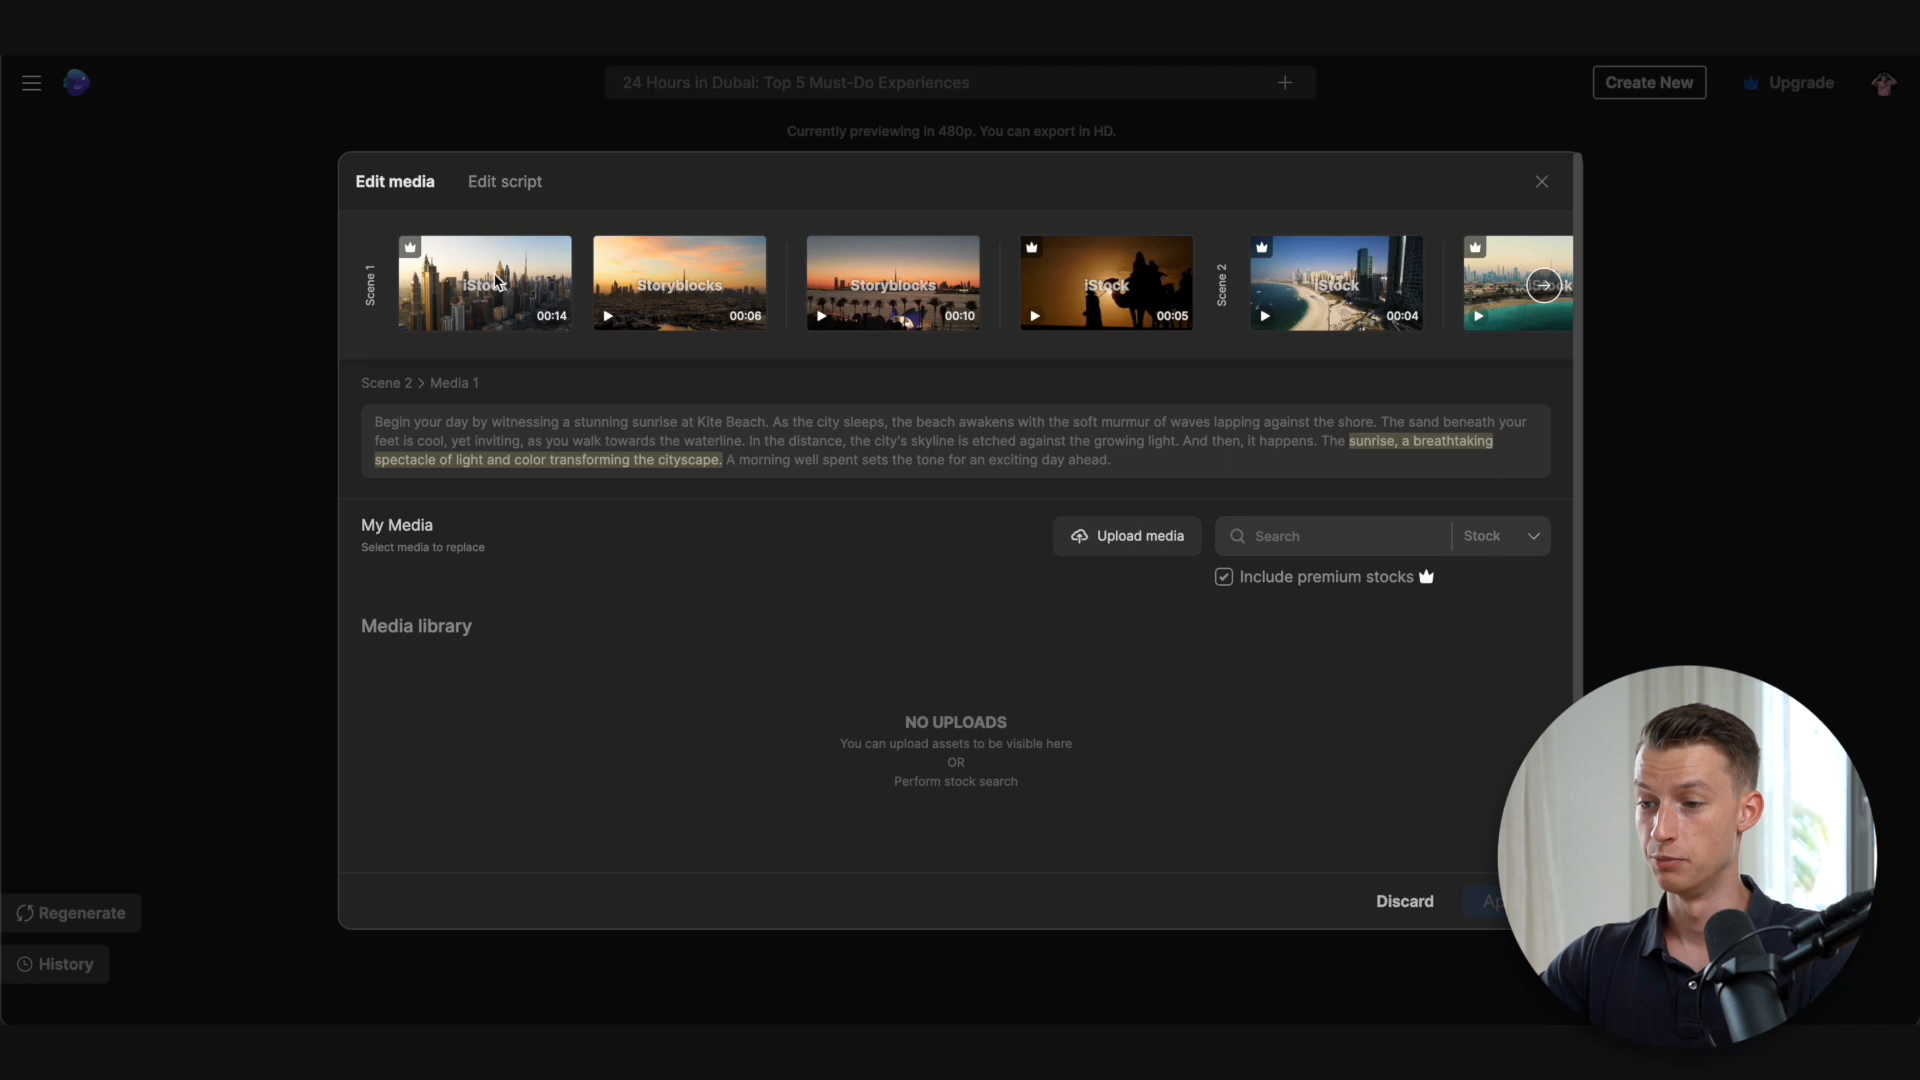 24 Hours in Dubai: Top 5 Must-Do Experiences
Create New
Upgrade
Currently previewing in 480p. You can export in HD.
Edit media
Edit script
Scene 1
iStock
00:14
Storyblocks
00:06
Storyblocks
00:10
iStock
00:05
Scene 2
iStock
00:04
Scene 2 > Media 1
Begin your day by witnessing a stunning sunrise at Kite Beach. As the city sleeps, the beach awakens with the soft murmur of waves lapping against the shore. The sand beneath your
feet is cool, yet inviting, as you walk towards the waterline. In the distance, the city's skyline is etched against the growing light. And then, it happens. The sunrise, a breathtaking
spectacle of light and color transforming the cityscape. A morning well spent sets the tone for an exciting day ahead.
My Media
Select media to replace
Upload media
Search
Stock
Include premium stocks
Media library
NO UPLOADS
You can upload assets to be visible here
OR
Perform stock search
Discard
Regenerate
History